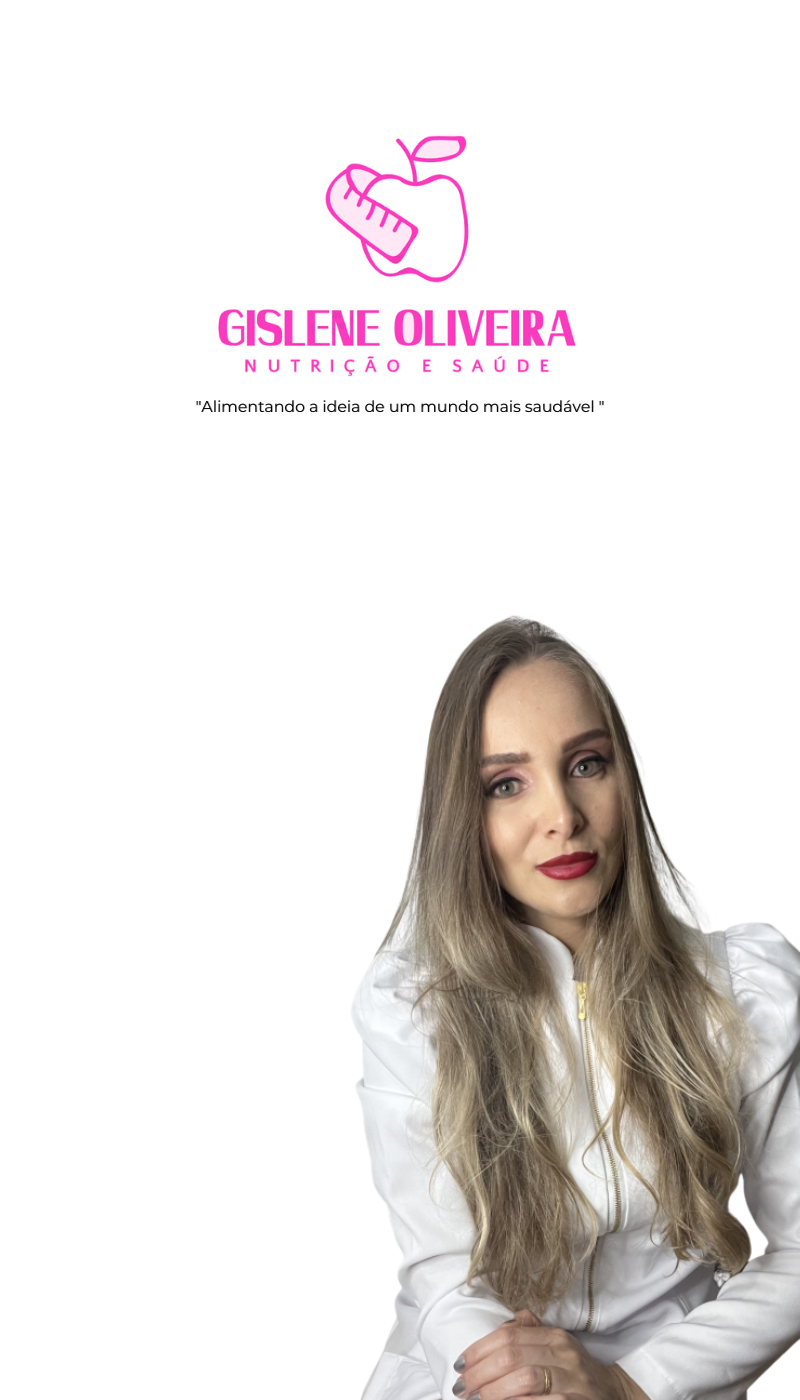 GISLENE OLIVEIRA
NUTRIÇÃO E SAÚDE
"Alimentando a ideia de um mundo mais saudável "